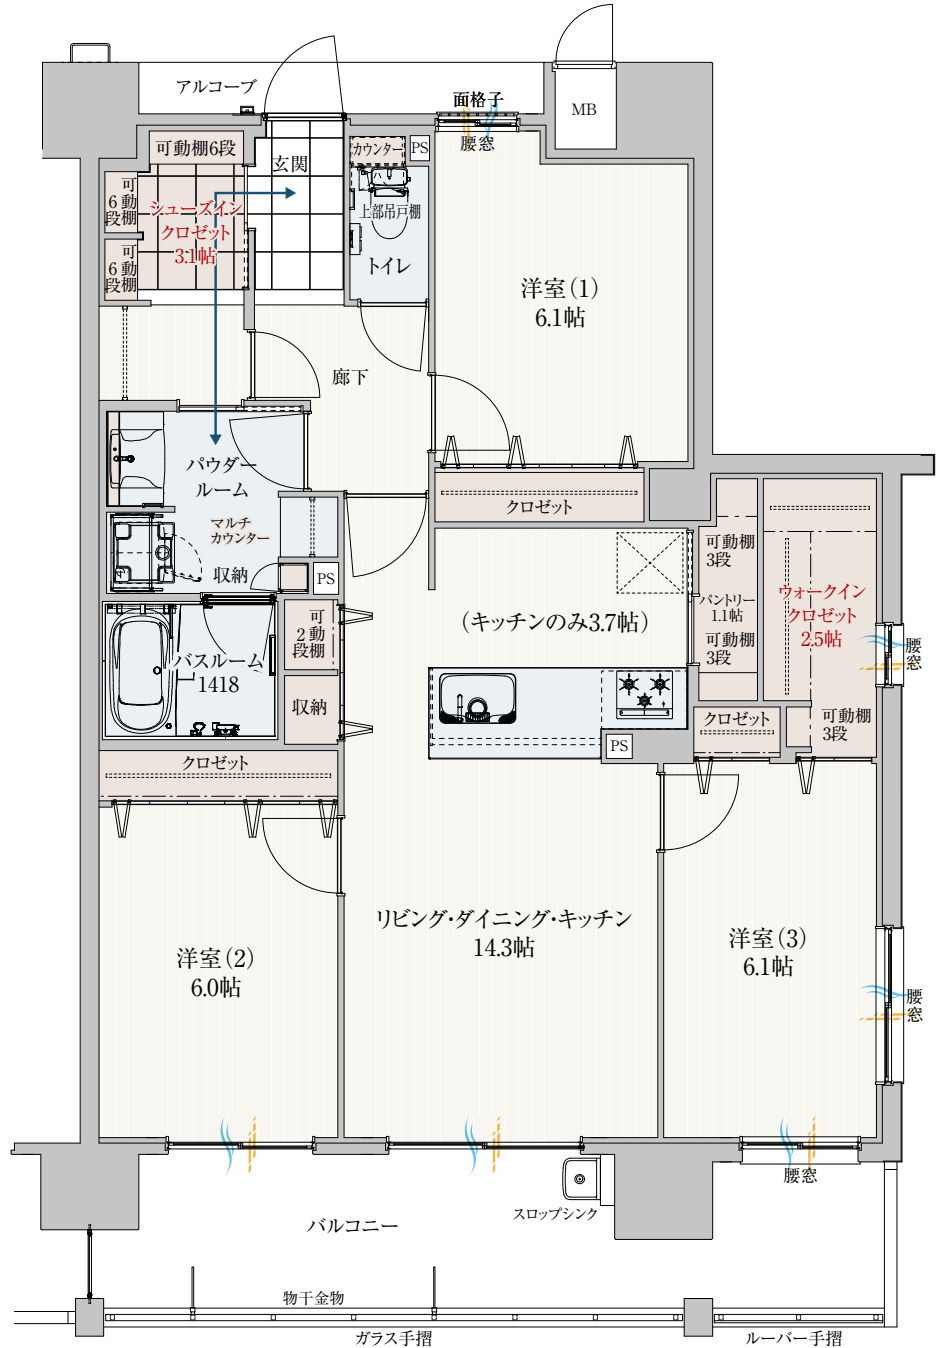 アルコーブ
面格子
腰窓
MB
可動棚6段
玄関
カウンター
PS
可動棚
6段
シューズイン
クロゼット
3.1帖
可動棚
6段
上部吊戸棚
トイレ
洋室(1)
6.1帖
廊下
パウダー
ルーム
マルチ
カウンター
収納
PS
クロゼット
可動棚
3段
パントリー
1.1帖
可動棚
3段
ウォークイン
クロゼット
2.5帖
腰窓
(キッチンのみ3.7帖)
可動棚
2段
バスルーム
1418
収納
クロゼット
可動棚
3段
PS
クロゼット
リビング・ダイニング・キッチン
14.3帖
洋室(2)
6.0帖
洋室(3)
6.1帖
腰窓
腰窓
スロップシンク
バルコニー
物干金物
ガラス手摺
ルーバー手摺